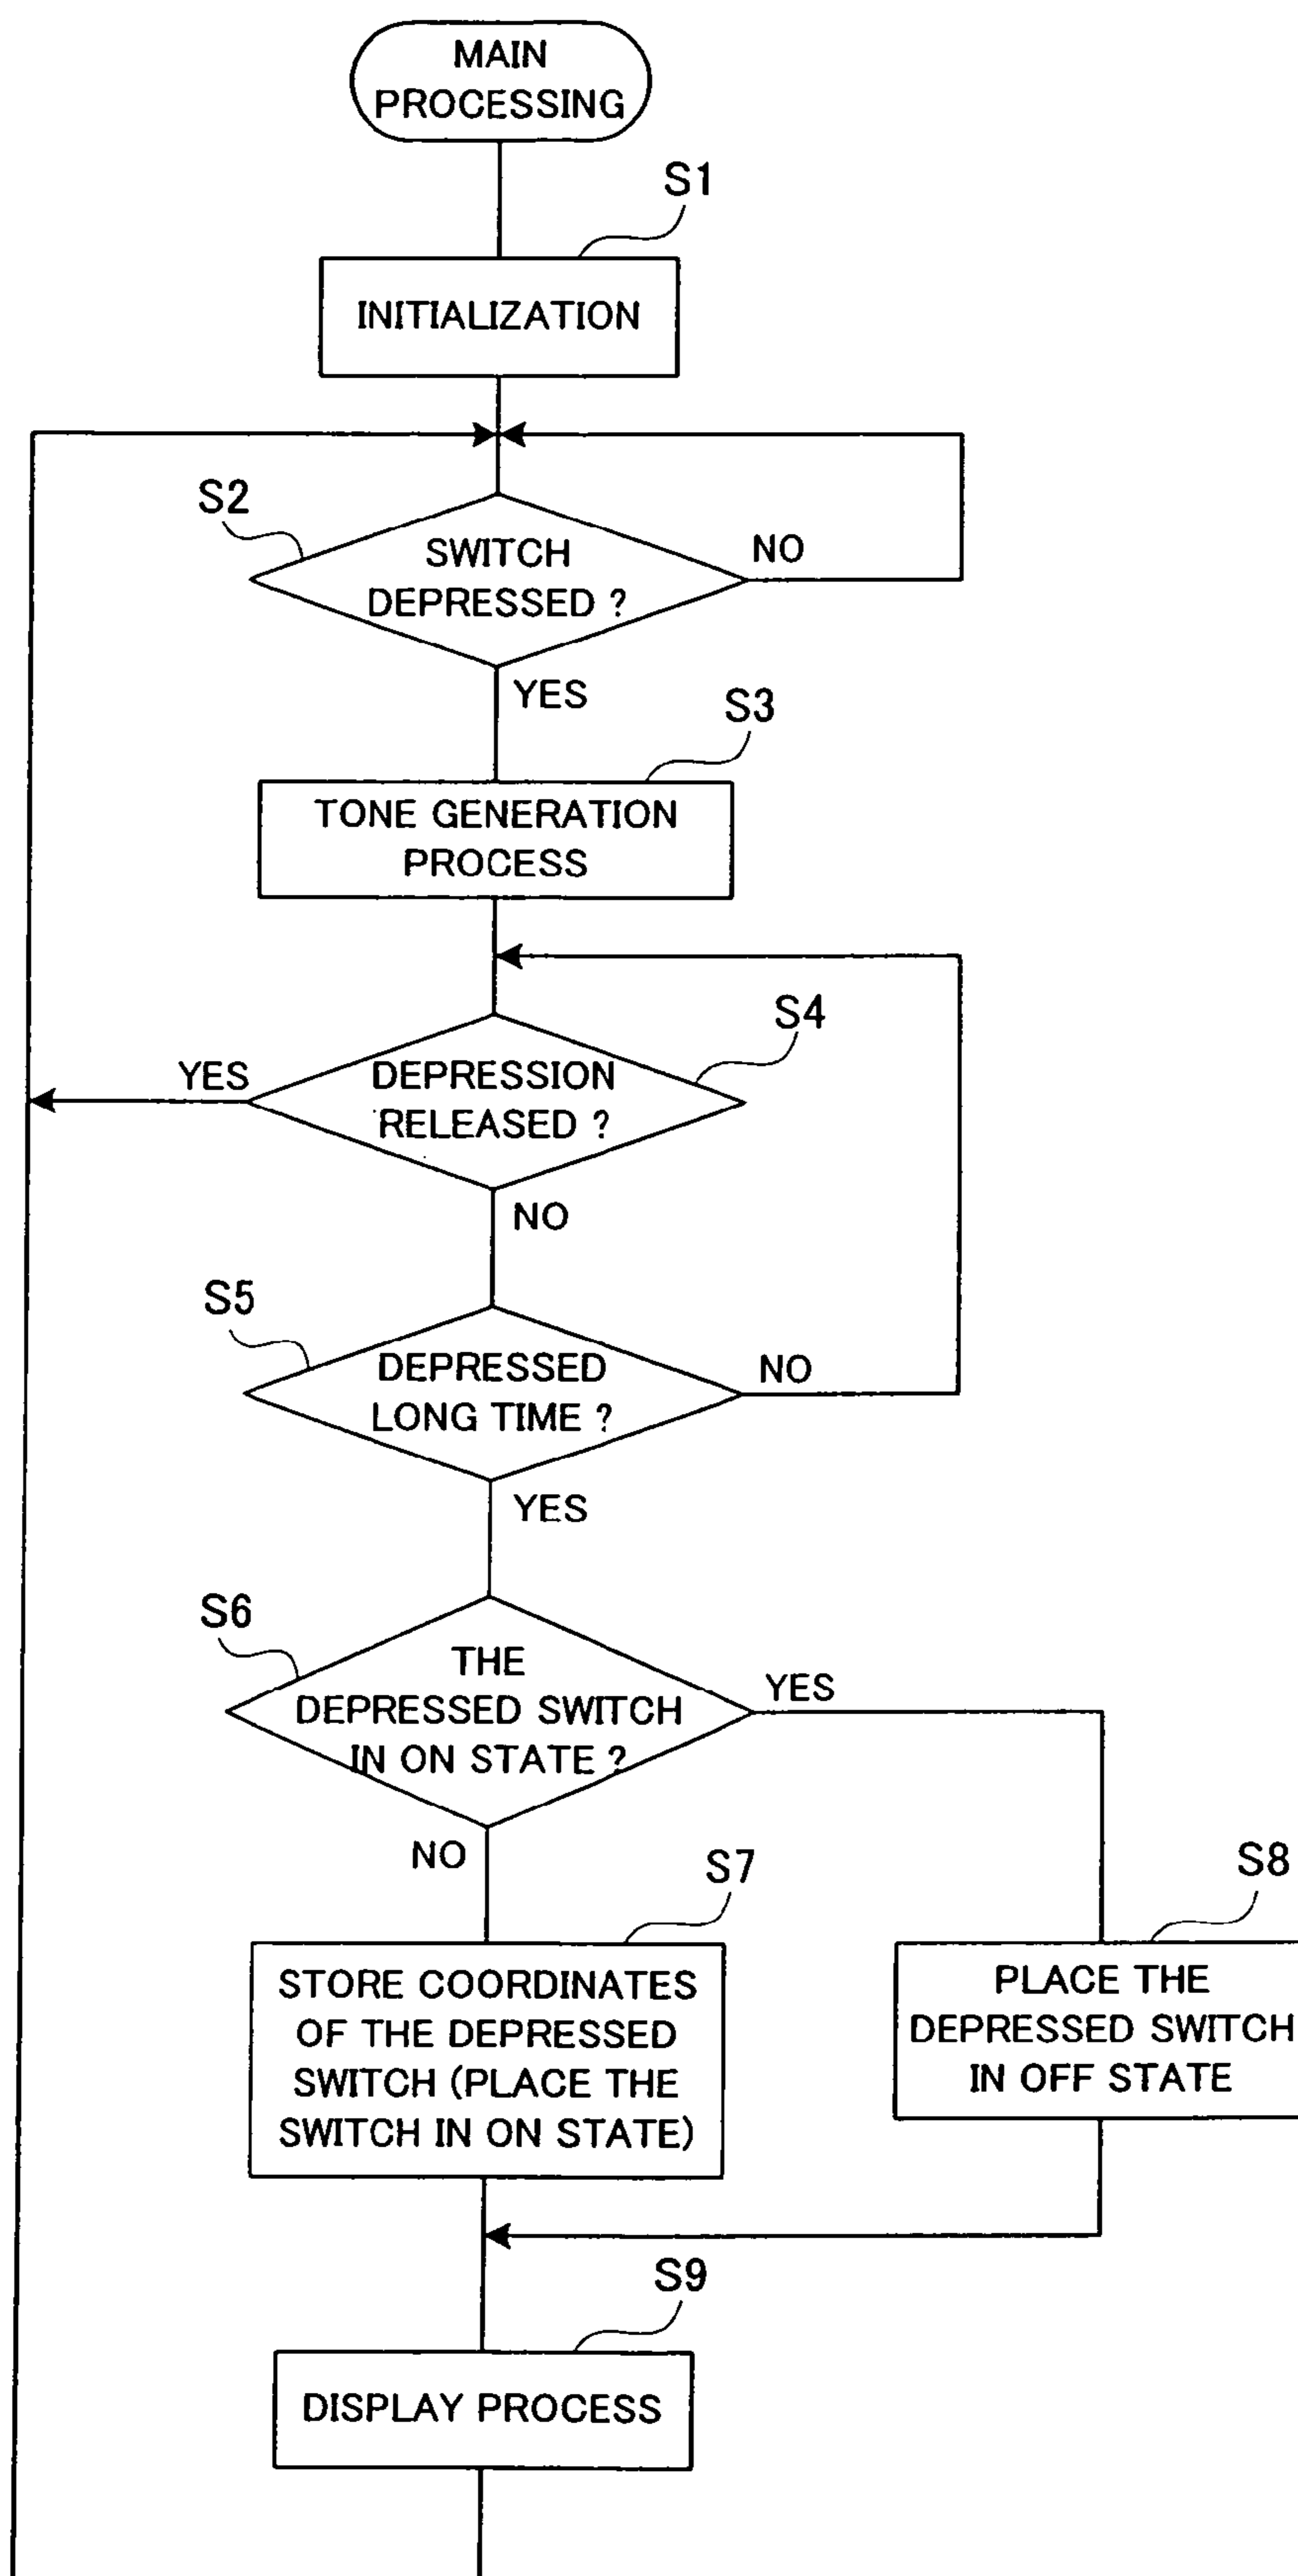 MAIN
PROCESSING
S1
INITIALIZATION
S2
SWITCH
DEPRESSED ?
NO
YES
S3
TONE GENERATION
PROCESS
S4
YES
DEPRESSION
RELEASED ?
NO
S5
DEPRESSED
LONG TIME ?
NO
YES
S6
THE
DEPRESSED SWITCH
IN ON STATE ?
YES
NO
S7
STORE COORDINATES
OF THE DEPRESSED
SWITCH (PLACE THE
SWITCH IN ON STATE)
S8
PLACE THE
DEPRESSED SWITCH
IN OFF STATE
S9
DISPLAY PROCESS